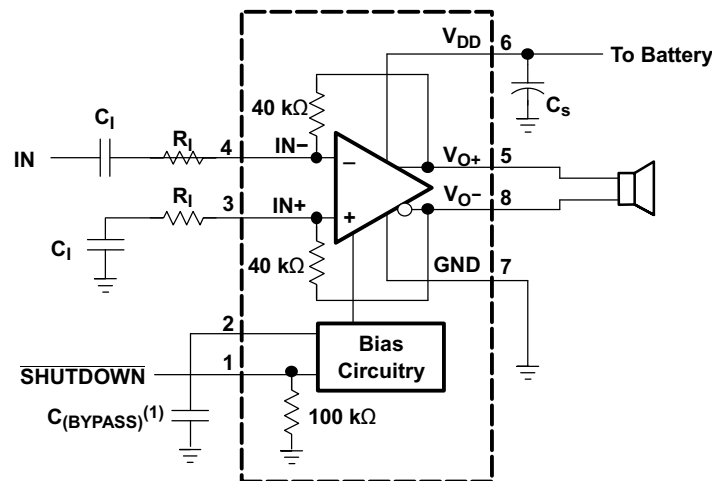 V_DD 6
To Battery
40 kΩ
C_s
C_I
R_I
4
IN−
IN
−
V_O+ 5
R_I
3
IN+
+
V_O− 8
C_I
40 kΩ
GND 7
2
Bias
Circuitry
SHUTDOWN
1
C_(BYPASS)^(1)
100 kΩ